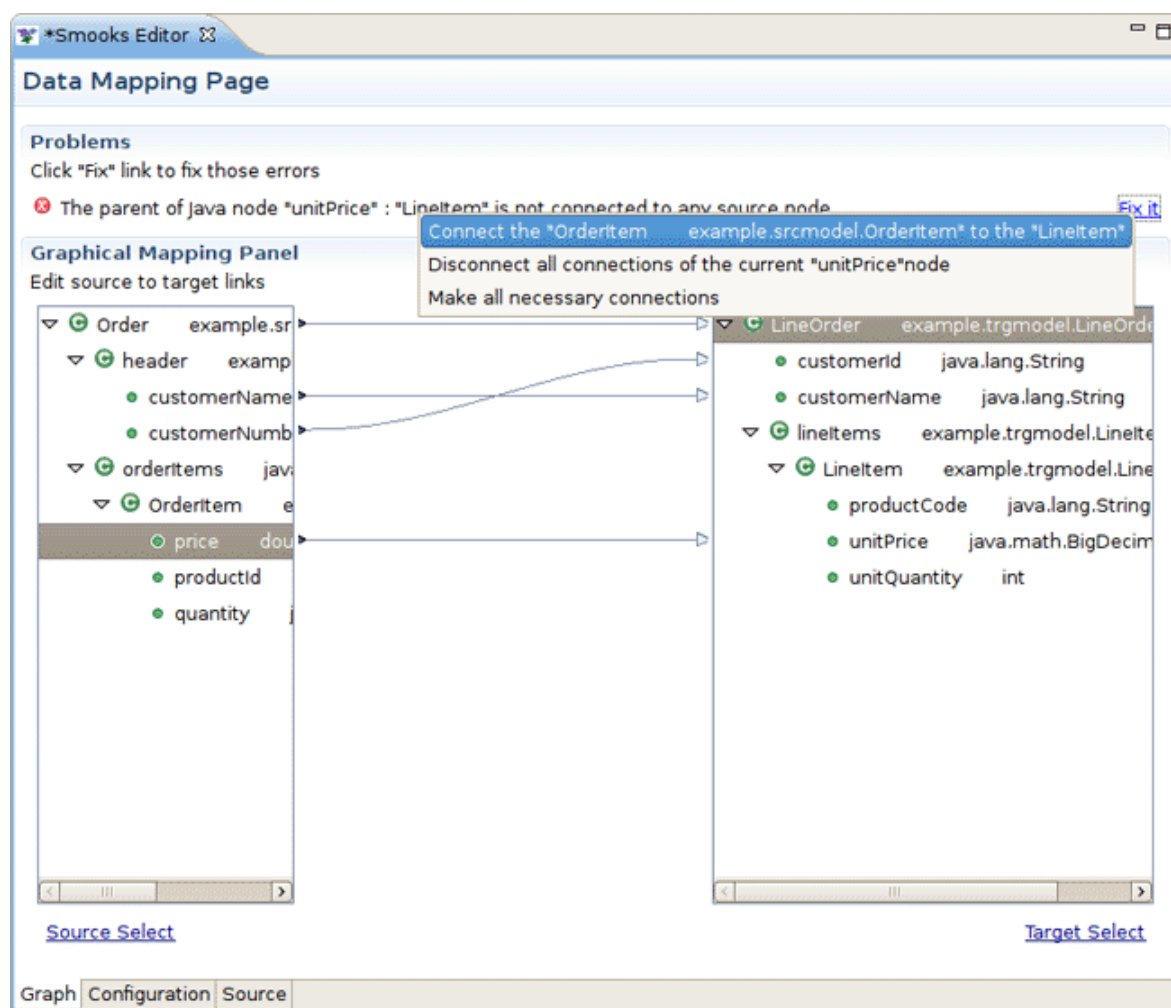 *Smooks Editor
Data Mapping Page
Problems
Click "Fix" link to fix those errors
The parent of Java node "unitPrice" : "LineItem" is not connected to any source node
Fix it
Connect the "OrderItem example.srcmodel.OrderItem" to the "LineItem"
Disconnect all connections of the current "unitPrice"node
Make all necessary connections
Graphical Mapping Panel
Edit source to target links
Order example.sr
header examp
customerName
customerNumb
orderItems java
OrderItem e
price dou
productId
quantity j
LineOrder example.trgmodel.LineOrde
customerId java.lang.String
customerName java.lang.String
lineItems example.trgmodel.LineIte
LineItem example.trgmodel.Line
productCode java.lang.String
unitPrice java.math.BigDecim
unitQuantity int
Source Select
Target Select
Graph Configuration Source